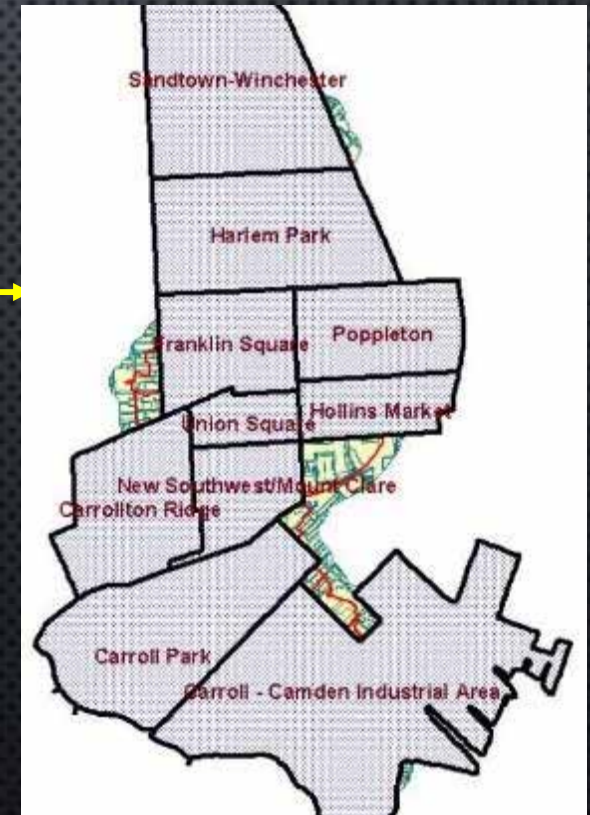 Sandtown-Winchester
Harlem Park
Franklin Square
Poppleton
Union Square
Hollins Market
New Southwest/Mount Clare
Carrollton Ridge
Carroll Park
Carroll - Camden Industrial Area